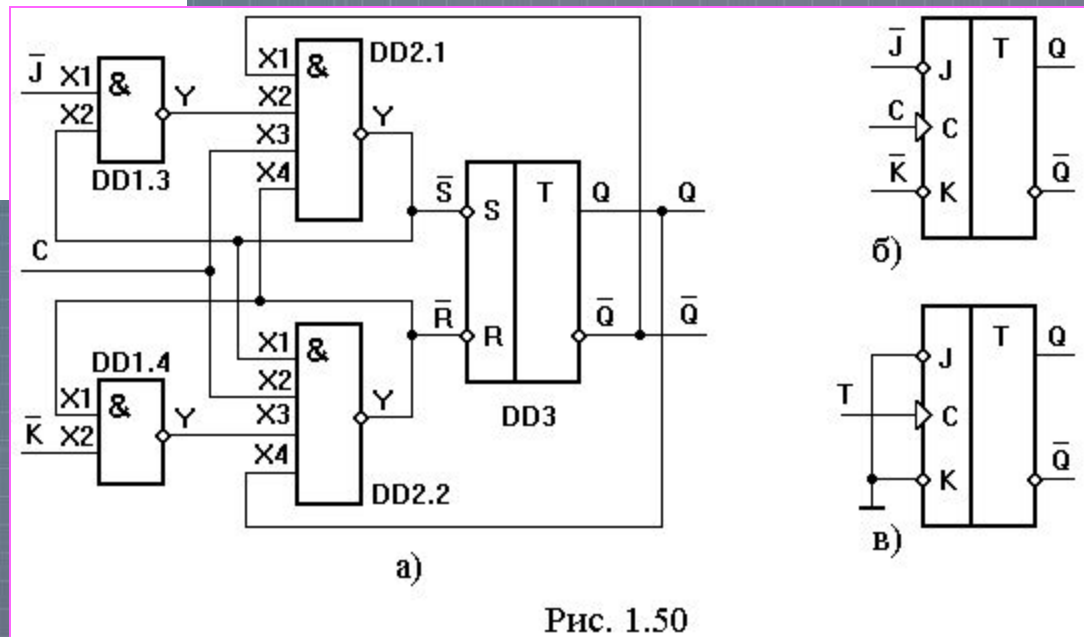 J̅ X1 & Y
X2
DD1.3
X1 & DD2.1
X2
X3 Y
X4
C
DD1.4
X1 & Y
K̅ X2
X1 &
X2
X3 Y
X4
DD2.2
S̅ S T Q Q
R̅ R Q̅ Q̅
DD3
а)
J̅ J T Q
C C
K̅ K Q̅
б)
J T Q
T C
K Q̅
в)
Рис. 1.50